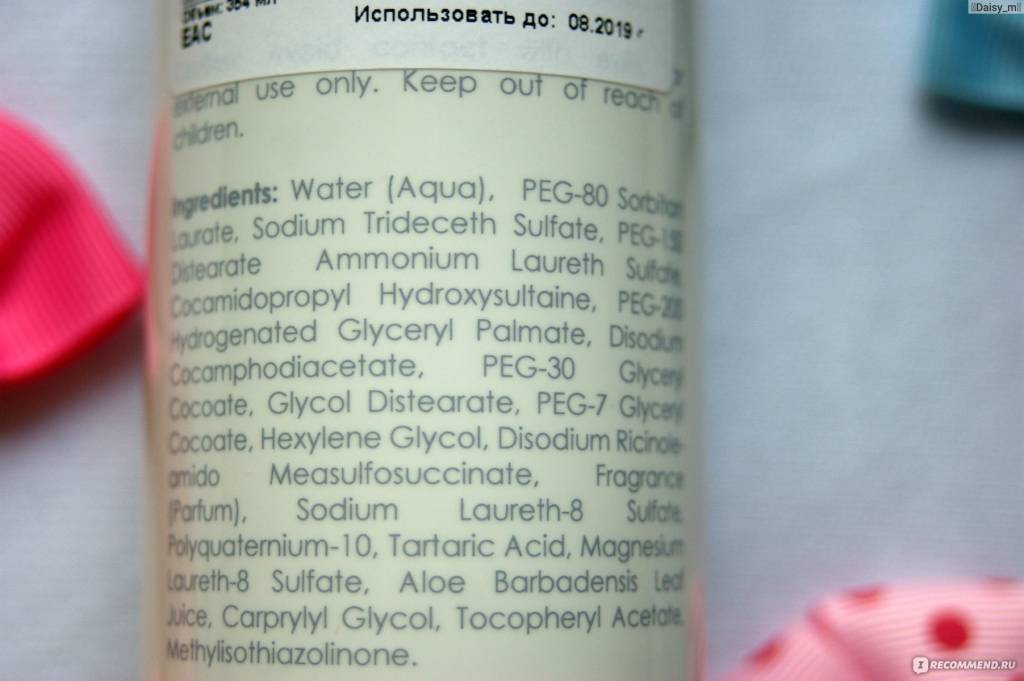 Daisy_m
Объем: 354 мл
EAC
Использовать до: 08.2019 г
external use only. Keep out of reach of
children.
Ingredients: Water (Aqua), PEG-80 Sorbitan
Laurate, Sodium Trideceth Sulfate, PEG-150
Distearate Ammonium Laureth Sulfate,
Cocamidopropyl Hydroxysultaine, PEG-200
Hydrogenated Glyceryl Palmate, Disodium
Cocamphodiacetate, PEG-30 Glyceryl
Cocoate, Glycol Distearate, PEG-7 Glyceryl
Cocoate, Hexylene Glycol, Disodium Ricinole-
amido Measulfosuccinate, Fragrance
(Parfum), Sodium Laureth-8 Sulfate,
Polyquaternium-10, Tartaric Acid, Magnesium
Laureth-8 Sulfate, Aloe Barbadensis Leaf
Juice, Carprylyl Glycol, Tocopheryl Acetate,
Methylisothiazolinone.
IRECOMMEND.RU